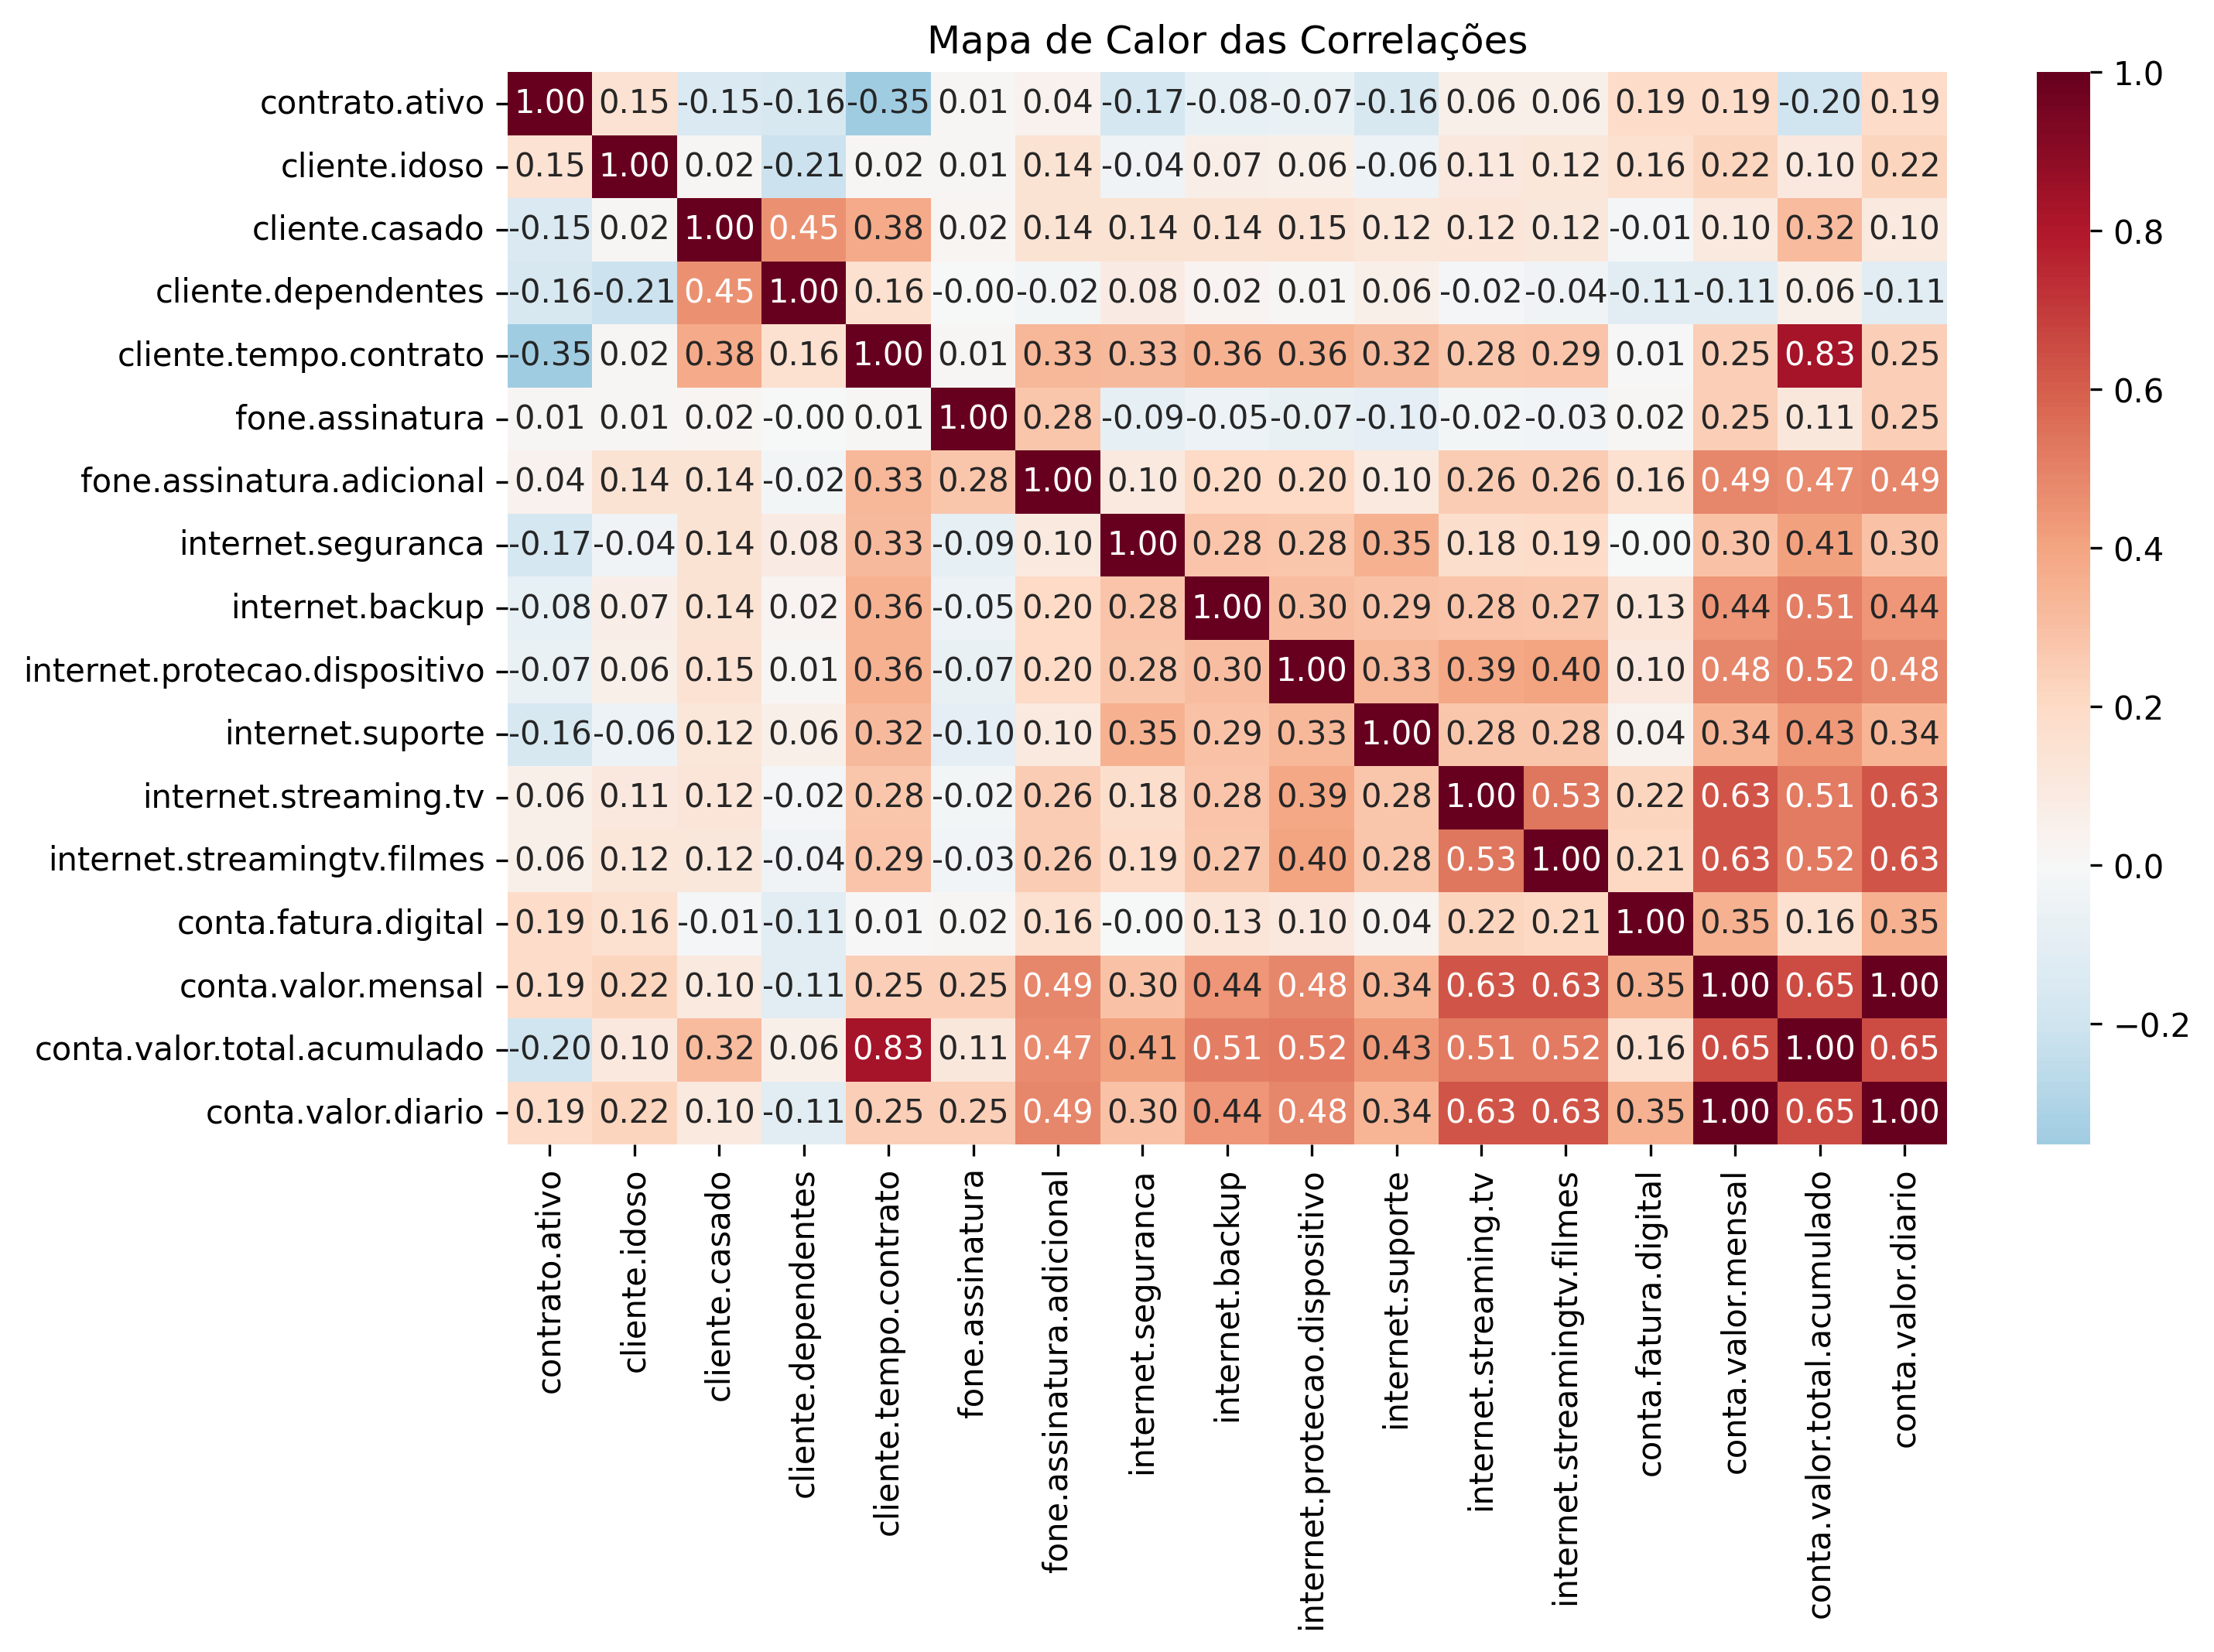 Mapa de Calor das Correlações
contrato.ativo 1.00 0.15 -0.15 -0.16 -0.35 0.01 0.04 -0.17 -0.08 -0.07 -0.16 0.06 0.06 0.19 0.19 -0.20 0.19
cliente.idoso 0.15 1.00 0.02 -0.21 0.02 0.01 0.14 -0.04 0.07 0.06 -0.06 0.11 0.12 0.16 0.22 0.10 0.22
cliente.casado -0.15 0.02 1.00 0.45 0.38 0.02 0.14 0.14 0.14 0.15 0.12 0.12 0.12 -0.01 0.10 0.32 0.10
cliente.dependentes -0.16 -0.21 0.45 1.00 0.16 -0.00 -0.02 0.08 0.02 0.01 0.06 -0.02 -0.04 -0.11 -0.11 0.06 -0.11
cliente.tempo.contrato -0.35 0.02 0.38 0.16 1.00 0.01 0.33 0.33 0.36 0.36 0.32 0.28 0.29 0.01 0.25 0.83 0.25
fone.assinatura 0.01 0.01 0.02 -0.00 0.01 1.00 0.28 -0.09 -0.05 -0.07 -0.10 -0.02 -0.03 0.02 0.25 0.11 0.25
fone.assinatura.adicional 0.04 0.14 0.14 -0.02 0.33 0.28 1.00 0.10 0.20 0.20 0.10 0.26 0.26 0.16 0.49 0.47 0.49
internet.seguranca -0.17 -0.04 0.14 0.08 0.33 -0.09 0.10 1.00 0.28 0.28 0.35 0.18 0.19 -0.00 0.30 0.41 0.30
internet.backup -0.08 0.07 0.14 0.02 0.36 -0.05 0.20 0.28 1.00 0.30 0.29 0.28 0.27 0.13 0.44 0.51 0.44
internet.protecao.dispositivo -0.07 0.06 0.15 0.01 0.36 -0.07 0.20 0.28 0.30 1.00 0.33 0.39 0.40 0.10 0.48 0.52 0.48
internet.suporte -0.16 -0.06 0.12 0.06 0.32 -0.10 0.10 0.35 0.29 0.33 1.00 0.28 0.28 0.04 0.34 0.43 0.34
internet.streaming.tv 0.06 0.11 0.12 -0.02 0.28 -0.02 0.26 0.18 0.28 0.39 0.28 1.00 0.53 0.22 0.63 0.51 0.63
internet.streamingtv.filmes 0.06 0.12 0.12 -0.04 0.29 -0.03 0.26 0.19 0.27 0.40 0.28 0.53 1.00 0.21 0.63 0.52 0.63
conta.fatura.digital 0.19 0.16 -0.01 -0.11 0.01 0.02 0.16 -0.00 0.13 0.10 0.04 0.22 0.21 1.00 0.35 0.16 0.35
conta.valor.mensal 0.19 0.22 0.10 -0.11 0.25 0.25 0.49 0.30 0.44 0.48 0.34 0.63 0.63 0.35 1.00 0.65 1.00
conta.valor.total.acumulado -0.20 0.10 0.32 0.06 0.83 0.11 0.47 0.41 0.51 0.52 0.43 0.51 0.52 0.16 0.65 1.00 0.65
conta.valor.diario 0.19 0.22 0.10 -0.11 0.25 0.25 0.49 0.30 0.44 0.48 0.34 0.63 0.63 0.35 1.00 0.65 1.00
contrato.ativo
cliente.idoso
cliente.casado
cliente.dependentes
cliente.tempo.contrato
fone.assinatura
fone.assinatura.adicional
internet.seguranca
internet.backup
internet.protecao.dispositivo
internet.suporte
internet.streaming.tv
internet.streamingtv.filmes
conta.fatura.digital
conta.valor.mensal
conta.valor.total.acumulado
conta.valor.diario
1.0
0.8
0.6
0.4
0.2
0.0
−0.2